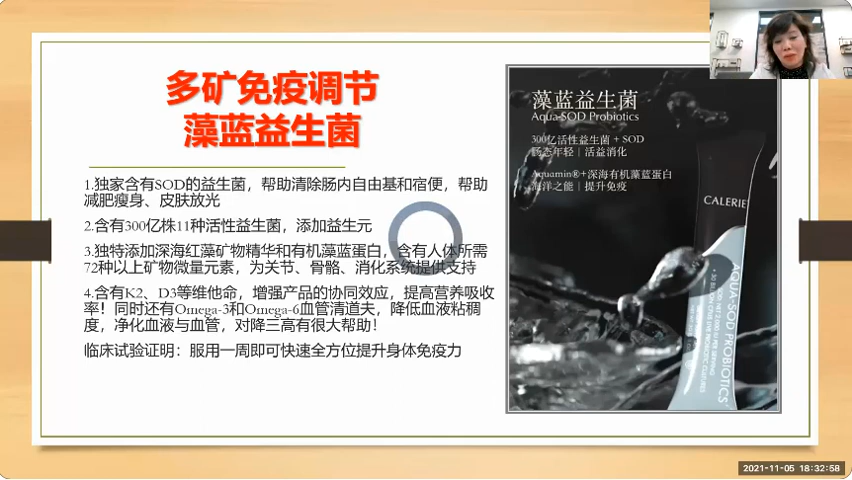 多矿免疫调节
藻蓝益生菌
1.独家含有SOD的益生菌，帮助清除肠内自由基和宿便，帮助
减肥瘦身、皮肤放光
2.含有300亿株11种活性益生菌，添加益生元
3.独特添加深海红藻矿物精华和有机藻蓝蛋白，含有人体所需
72种以上矿物微量元素，为关节、骨骼、消化系统提供支持
4.含有K2、D3等维他命，增强产品的协同效应，提高营养吸收
率！同时还有Omega-3和Omega-6血管清道夫，降低血液粘稠
度，净化血液与血管，对降三高有很大帮助！
临床试验证明：服用一周即可快速全方位提升身体免疫力
藻蓝益生菌
Aqua-SOD Probiotics
300亿活性益生菌 + SOD
肠态年轻 | 活益消化
Aquamin®+深海有机藻蓝蛋白
海洋之能 | 提升免疫
CALERIE
AQUA-SOD PROBIOTICS
2021-11-05 18:32:58